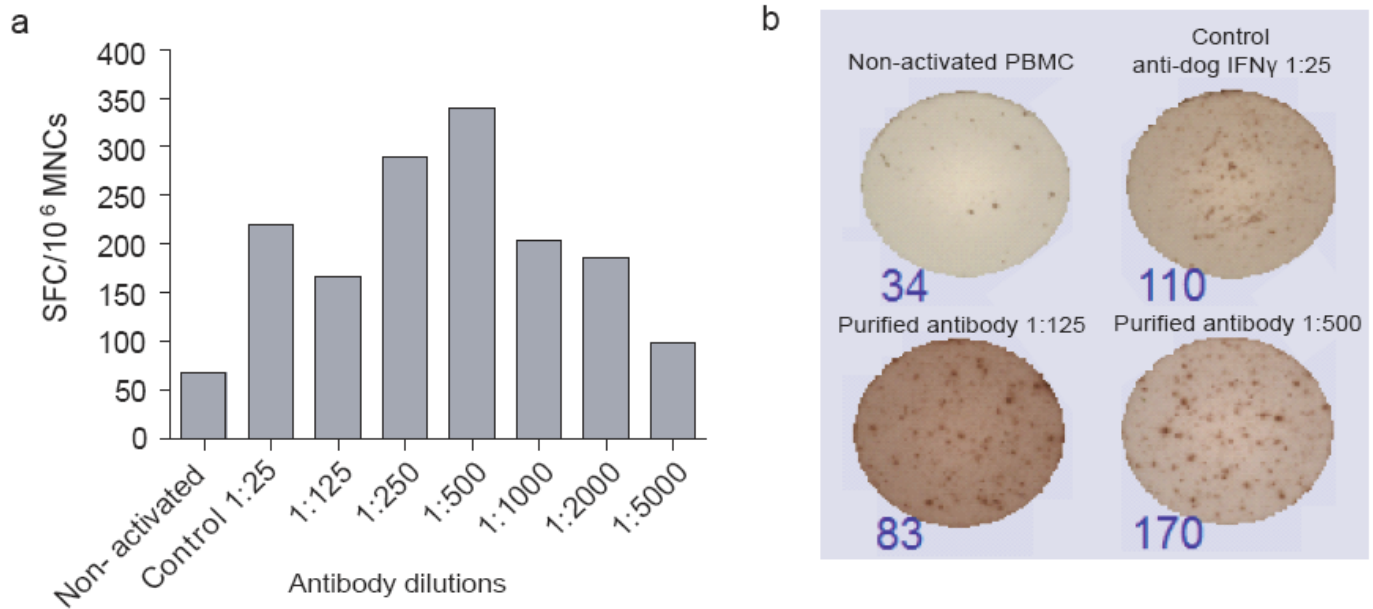 a
400
350
300
250
200
150
100
50
0
SFC/10⁶ MNCs
Non- activated
Control 1:25
1:125
1:250
1:500
1:1000
1:2000
1:5000
Antibody dilutions
b
Non-activated PBMC
Control
anti-dog IFNγ 1:25
34
110
Purified antibody 1:125
Purified antibody 1:500
83
170